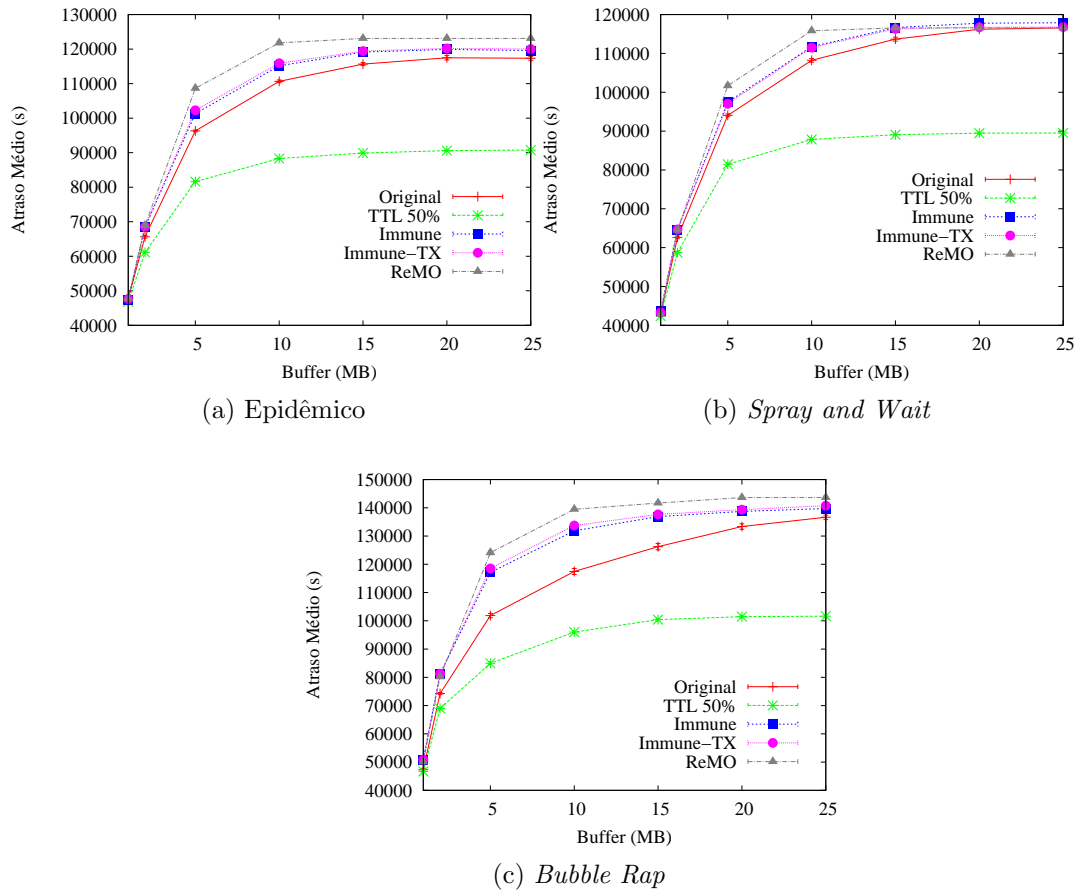 130000
120000
110000
100000
90000
80000
70000
60000
50000
40000
Atraso Médio (s)
Original
TTL 50%
Immune
Immune−TX
ReMO
5 10 15 20 25
Buffer (MB)
(a) Epidêmico
120000
110000
100000
90000
80000
70000
60000
50000
40000
Atraso Médio (s)
Original
TTL 50%
Immune
Immune−TX
ReMO
5 10 15 20 25
Buffer (MB)
(b) Spray and Wait
150000
140000
130000
120000
110000
100000
90000
80000
70000
60000
50000
40000
Atraso Médio (s)
Original
TTL 50%
Immune
Immune−TX
ReMO
5 10 15 20 25
Buffer (MB)
(c) Bubble Rap